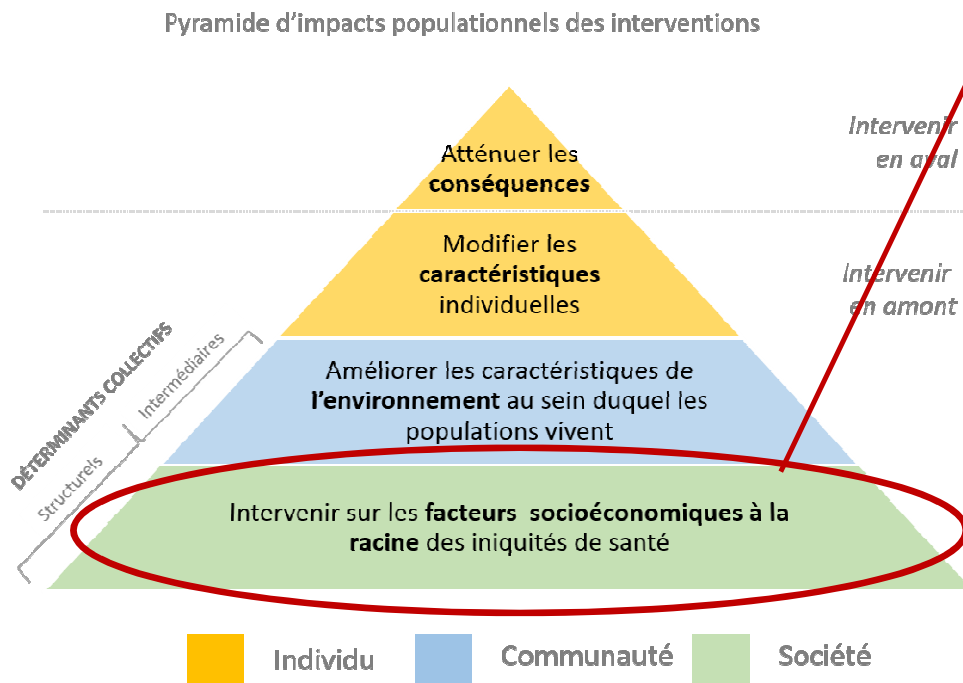 Pyramide d'impacts populationnels des interventions
Intervenir
en aval
Atténuer les
conséquences
Modifier les
caractéristiques
individuelles
Intervenir
en amont
DÉTERMINANTS COLLECTIFS
Intermédiaires
Structurels
Améliorer les caractéristiques de
l'environnement au sein duquel les
populations vivent
Intervenir sur les facteurs socioéconomiques à la
racine des iniquités de santé
Individu
Communauté
Société